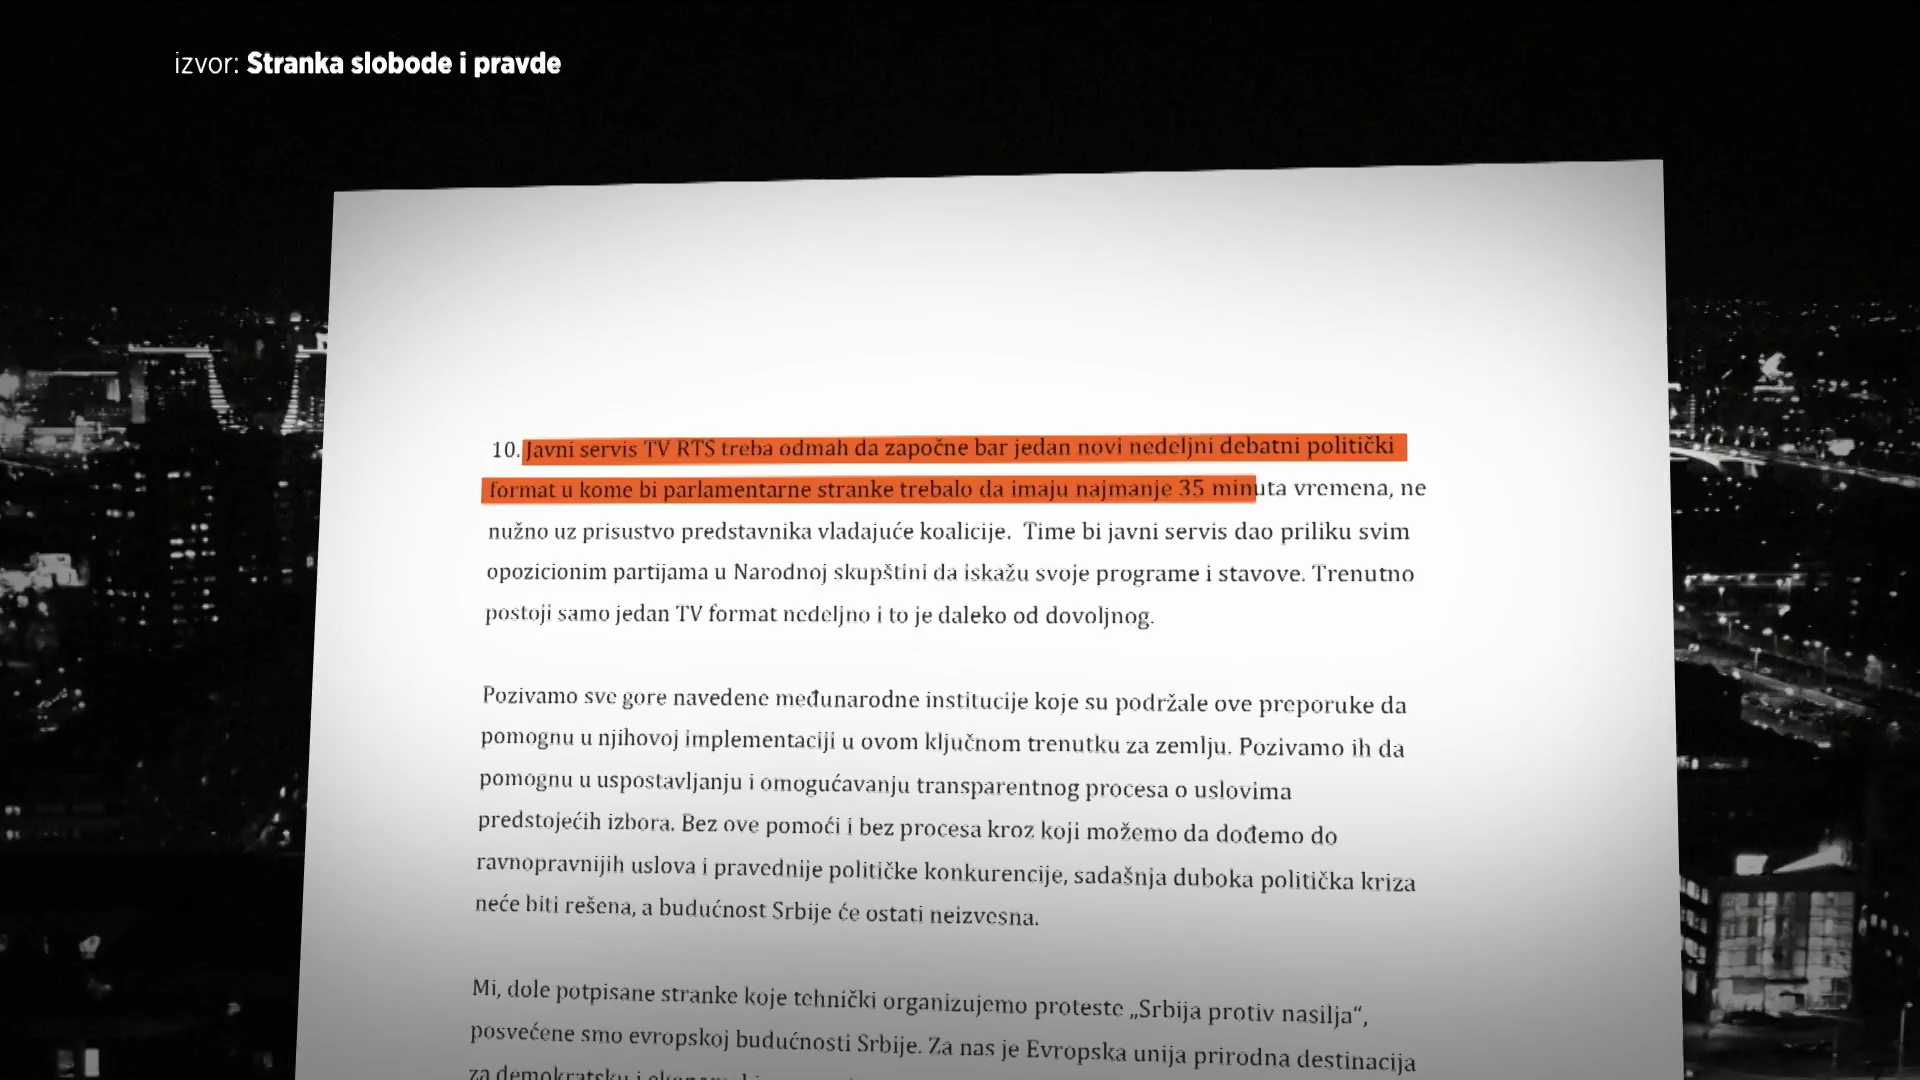 izvor: Stranka slobode i pravde
10. Javni servis TV RTS treba odmah da započne bar jedan novi nedeljni debatni politički
format u kome bi parlamentarne stranke trebalo da imaju najmanje 35 minuta vremena, ne
nužno uz prisustvo predstavnika vladajuće koalicije. Time bi javni servis dao priliku svim
opozicionim partijama u Narodnoj skupštini da iskažu svoje programe i stavove. Trenutno
postoji samo jedan TV format nedeljno i to je daleko od dovoljnog.
Pozivamo sve gore navedene međunarodne institucije koje su podržale ove preporuke da
pomognu u njihovoj implementaciji u ovom ključnom trenutku za zemlju. Pozivamo ih da
pomognu u uspostavljanju i omogućavanju transparentnog procesa o uslovima
predstojećih izbora. Bez ove pomoći i bez procesa kroz koji možemo da dođemo do
ravnopravnijih uslova i pravednije političke konkurencije, sadašnja duboka politička kriza
neće biti rešena, a budućnost Srbije će ostati neizvesna.
Mi, dole potpisane stranke koje tehnički organizujemo proteste „Srbija protiv nasilja“,
posvećene smo evropskoj budućnosti Srbije. Za nas je Evropska unija prirodna destinacija
za demokratsku i